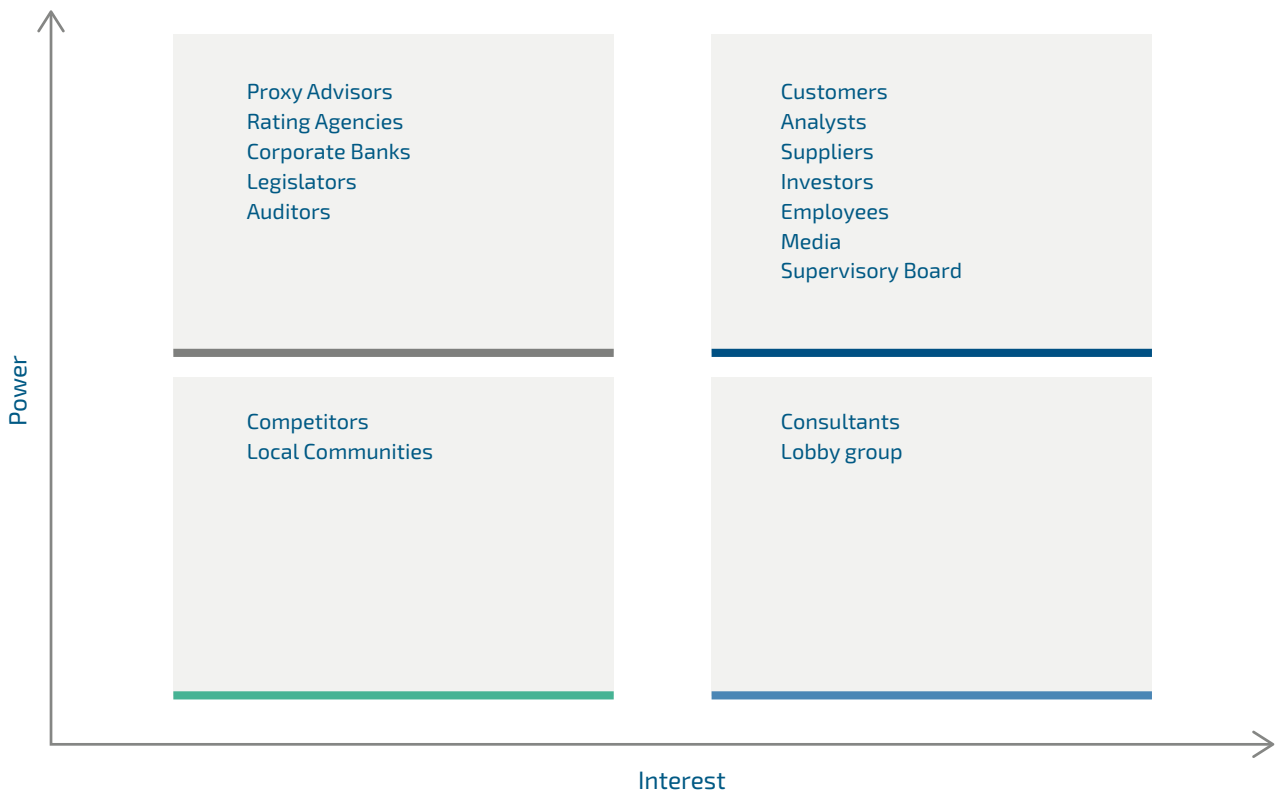 Proxy Advisors
Rating Agencies
Corporate Banks
Legislators
Auditors
Customers
Analysts
Suppliers
Investors
Employees
Media
Supervisory Board
Power
Competitors
Local Communities
Consultants
Lobby group
Interest